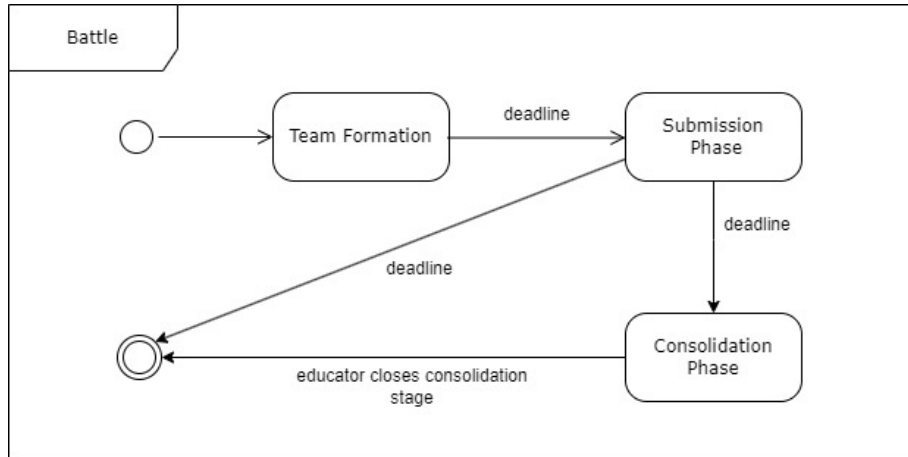 Battle
deadline
Team Formation
Submission
Phase
deadline
deadline
Consolidation
Phase
educator closes consolidation
stage